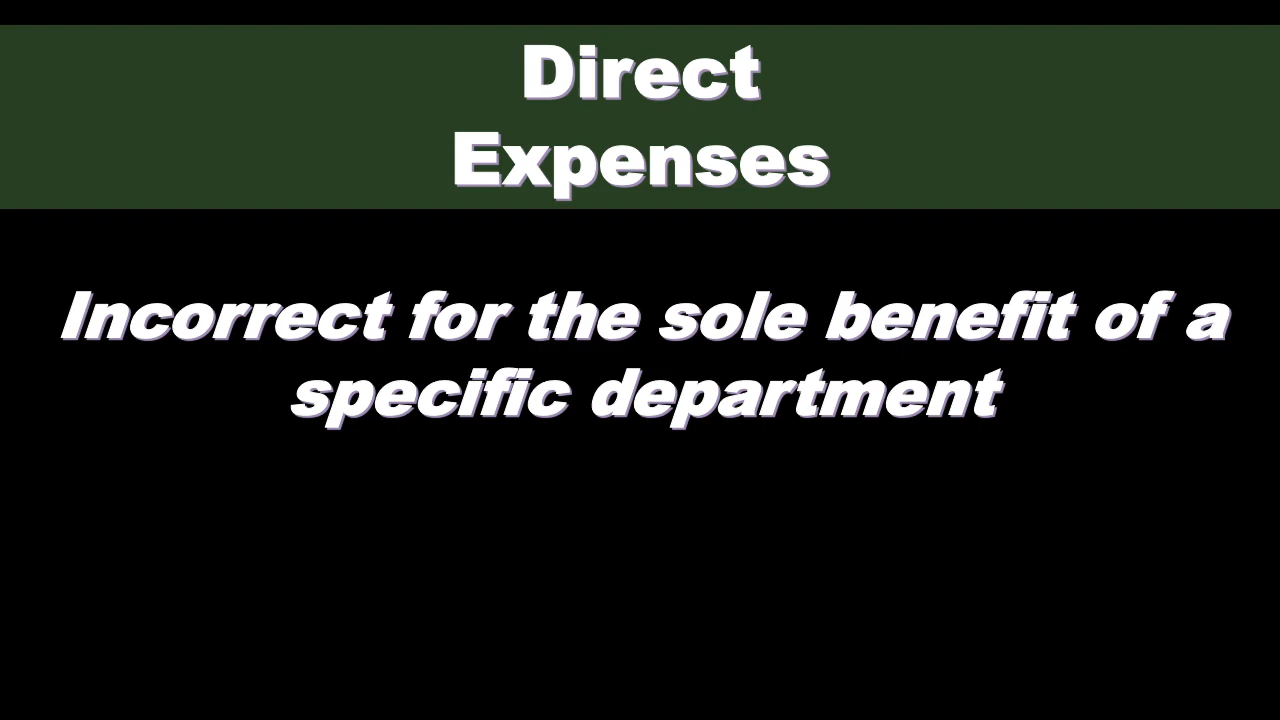 Direct
Expenses
Incorrect for the sole benefit of a
specific department